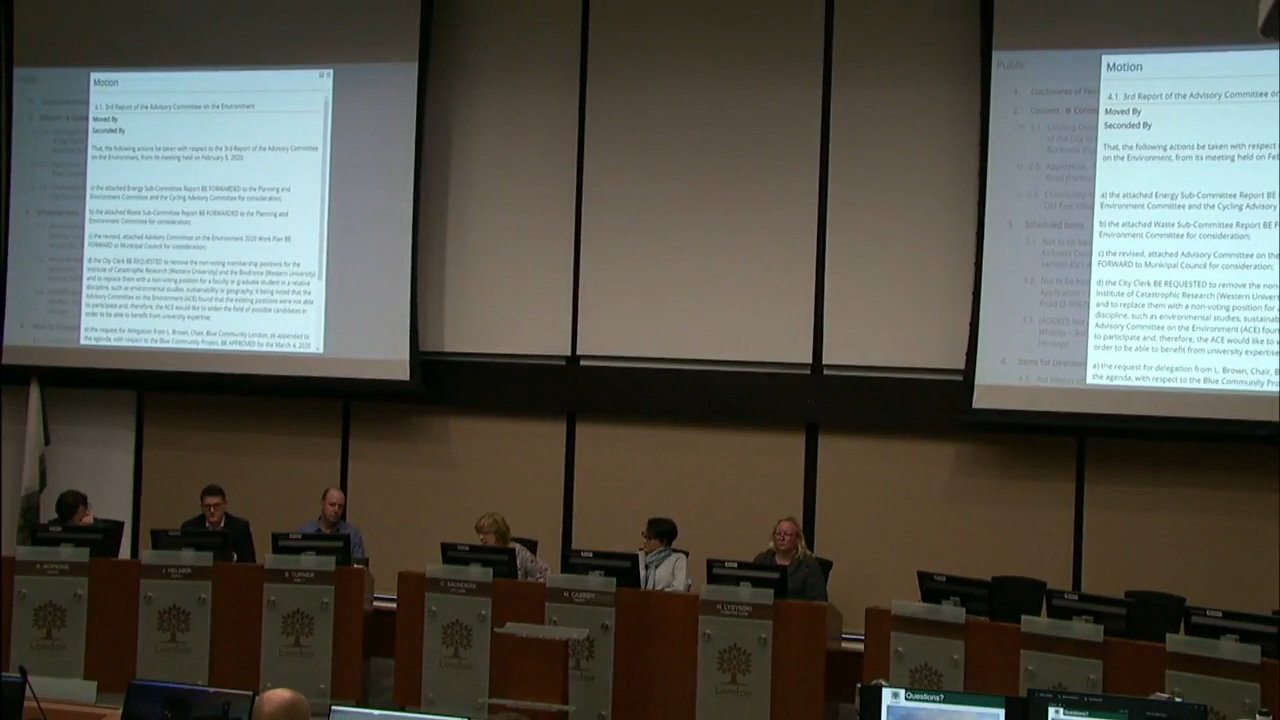 Motion
4.1. 3rd Report of the Advisory Committee on the Environment
Moved By
Seconded By
That, the following actions be taken with respect to the 3rd Report of the Advisory Committee
on the Environment, from its meeting held on February 5, 2020:
a) the attached Energy Sub-Committee Report BE FORWARDED to the Planning and
Environment Committee and the Cycling Advisory Committee for consideration;
b) the attached Waste Sub-Committee Report BE FORWARDED to the Planning and
Environment Committee for consideration;
c) the revised, attached Advisory Committee on the Environment 2020 Work Plan BE
FORWARD to Municipal Council for consideration;
d) the City Clerk BE REQUESTED to remove the non-voting membership positions for the
Institute of Catastrophic Research (Western University) and the Biodrome (Western University)
and to replace them with a non-voting position for a faculty or graduate student in a relative
discipline, such as environmental studies, sustainability or geography; it being noted that the
Advisory Committee on the Environment (ACE) found that the existing positions were not able
to participate and, therefore, the ACE would like to widen the field of possible candidates in
order to be able to benefit from university expertise;
e) the request for delegation from L. Brown, Chair, Blue Community London, as appended to
the agenda, with respect to the Blue Community Project, BE APPROVED for the March 4, 2020
Public
1. Disclosures of Pe
2. Consent
3. Scheduled Items
4. Items for Direction
Motion
4.1. 3rd Report of the Advisory Committee on
Moved By
Seconded By
That, the following actions be taken with respect
on the Environment, from its meeting held on Feb
a) the attached Energy Sub-Committee Report BE
Environment Committee and the Cycling Advisory
b) the attached Waste Sub-Committee Report BE F
Environment Committee for consideration;
c) the revised, attached Advisory Committee on the
FORWARD to Municipal Council for consideration;
d) the City Clerk BE REQUESTED to remove the non-
Institute of Catastrophic Research (Western Univer
and to replace them with a non-voting position for a
discipline, such as environmental studies, sustainab
Advisory Committee on the Environment (ACE) foun
to participate and, therefore, the ACE would like to w
order to be able to benefit from university expertise
e) the request for delegation from L. Brown, Chair, B
the agenda, with respect to the Blue Community Pro
A. HOPKINS
J. HELMER
S. TURNER
C. SAUNDERS
M. CASSIDY
H. LYSYNSKI
London
London
London
London
London
Questions?
Questions?